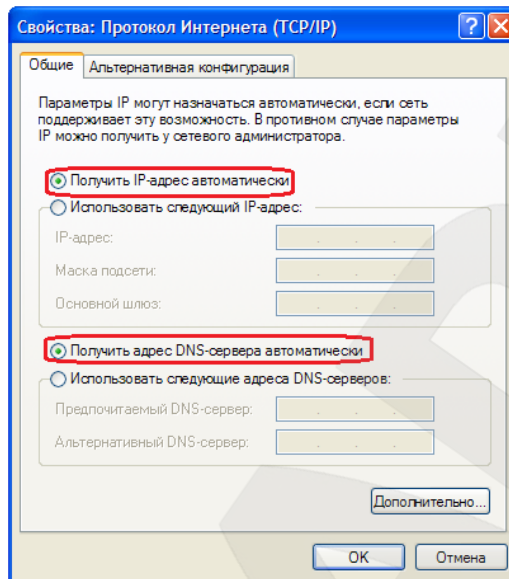 Свойства: Протокол Интернета (TCP/IP)
Общие
Альтернативная конфигурация
Параметры IP могут назначаться автоматически, если сеть
поддерживает эту возможность. В противном случае параметры
IP можно получить у сетевого администратора.
Получить IP-адрес автоматически
Использовать следующий IP-адрес:
IP-адрес:
Маска подсети:
Основной шлюз:
Получить адрес DNS-сервера автоматически
Использовать следующие адреса DNS-серверов:
Предпочитаемый DNS-сервер:
Альтернативный DNS-сервер:
Дополнительно...
OK
Отмена